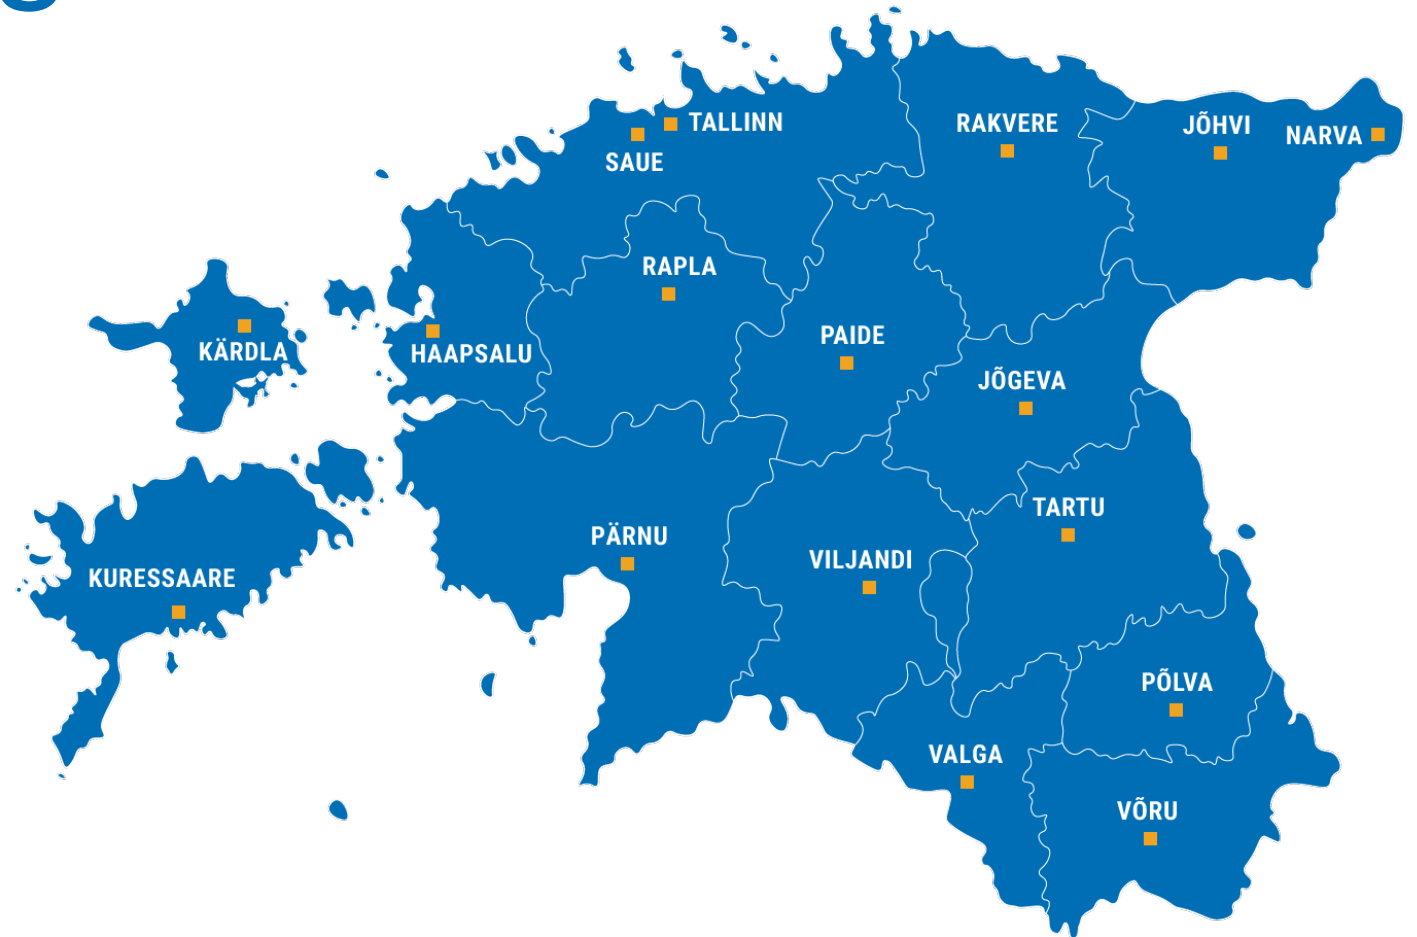 TALLINN
SAUE
RAKVERE
JÕHVI
NARVA
RAPLA
KÄRDLA
HAAPSALU
PAIDE
JÕGEVA
TARTU
PÄRNU
VILJANDI
KURESSAARE
PÕLVA
VALGA
VÕRU